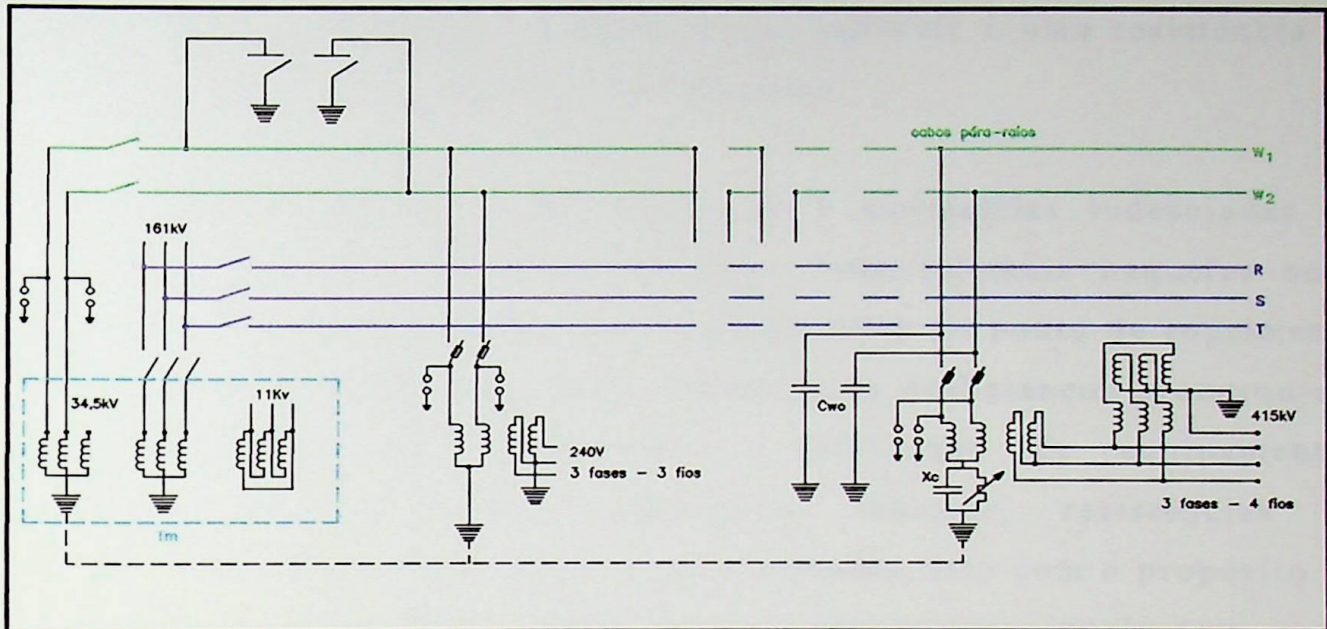 cabos pára-raios
W1
W2
161kV
R
S
T
34,5kV
11Kv
Cwo
415kV
240V
3 fases – 3 fios
Xc
3 fases – 4 fios